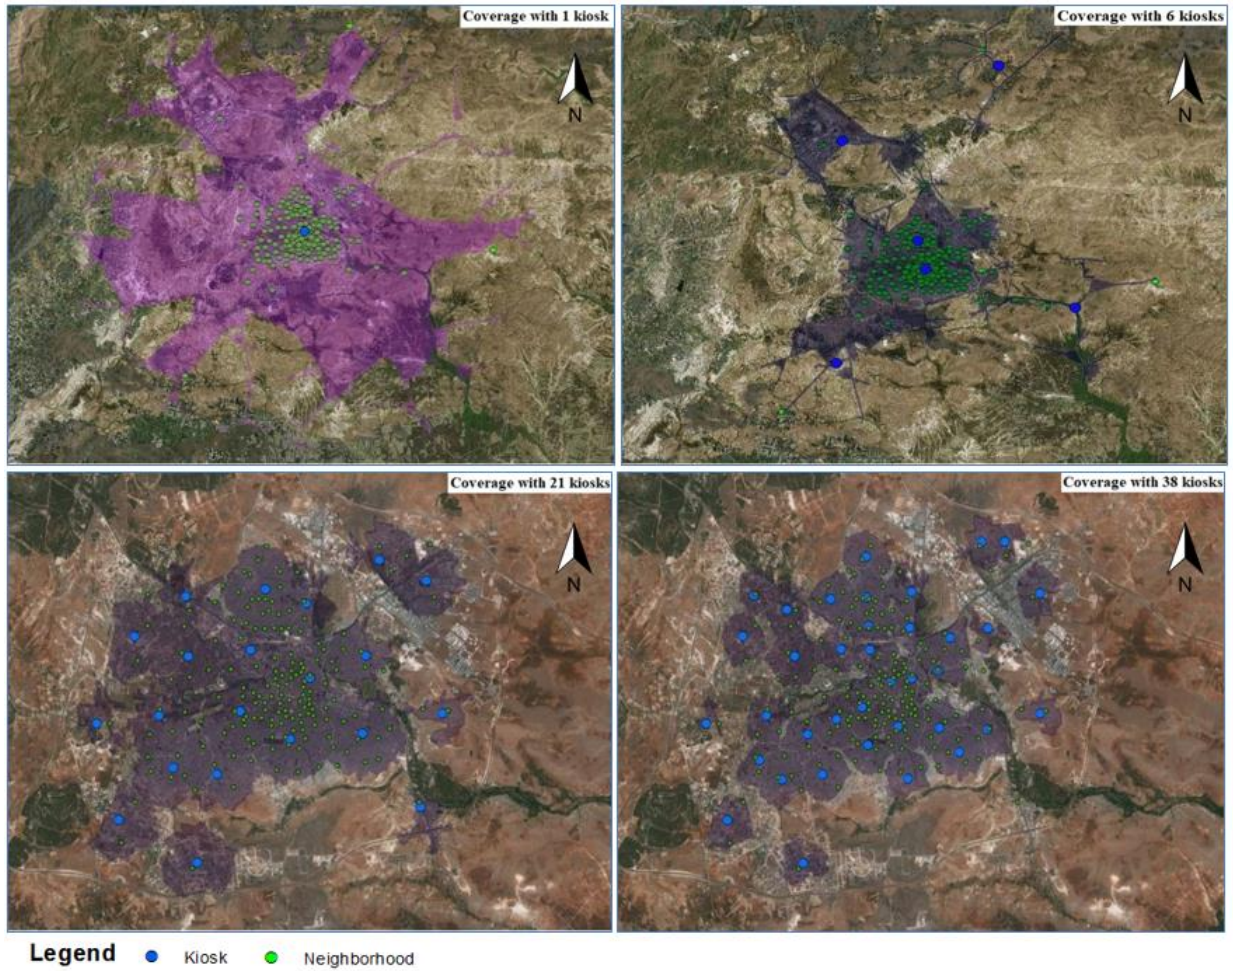 Coverage with 1 kiosk
N
Coverage with 6 kiosks
N
Coverage with 21 kiosks
N
Coverage with 38 kiosks
N
Legend
Kiosk
Neighborhood